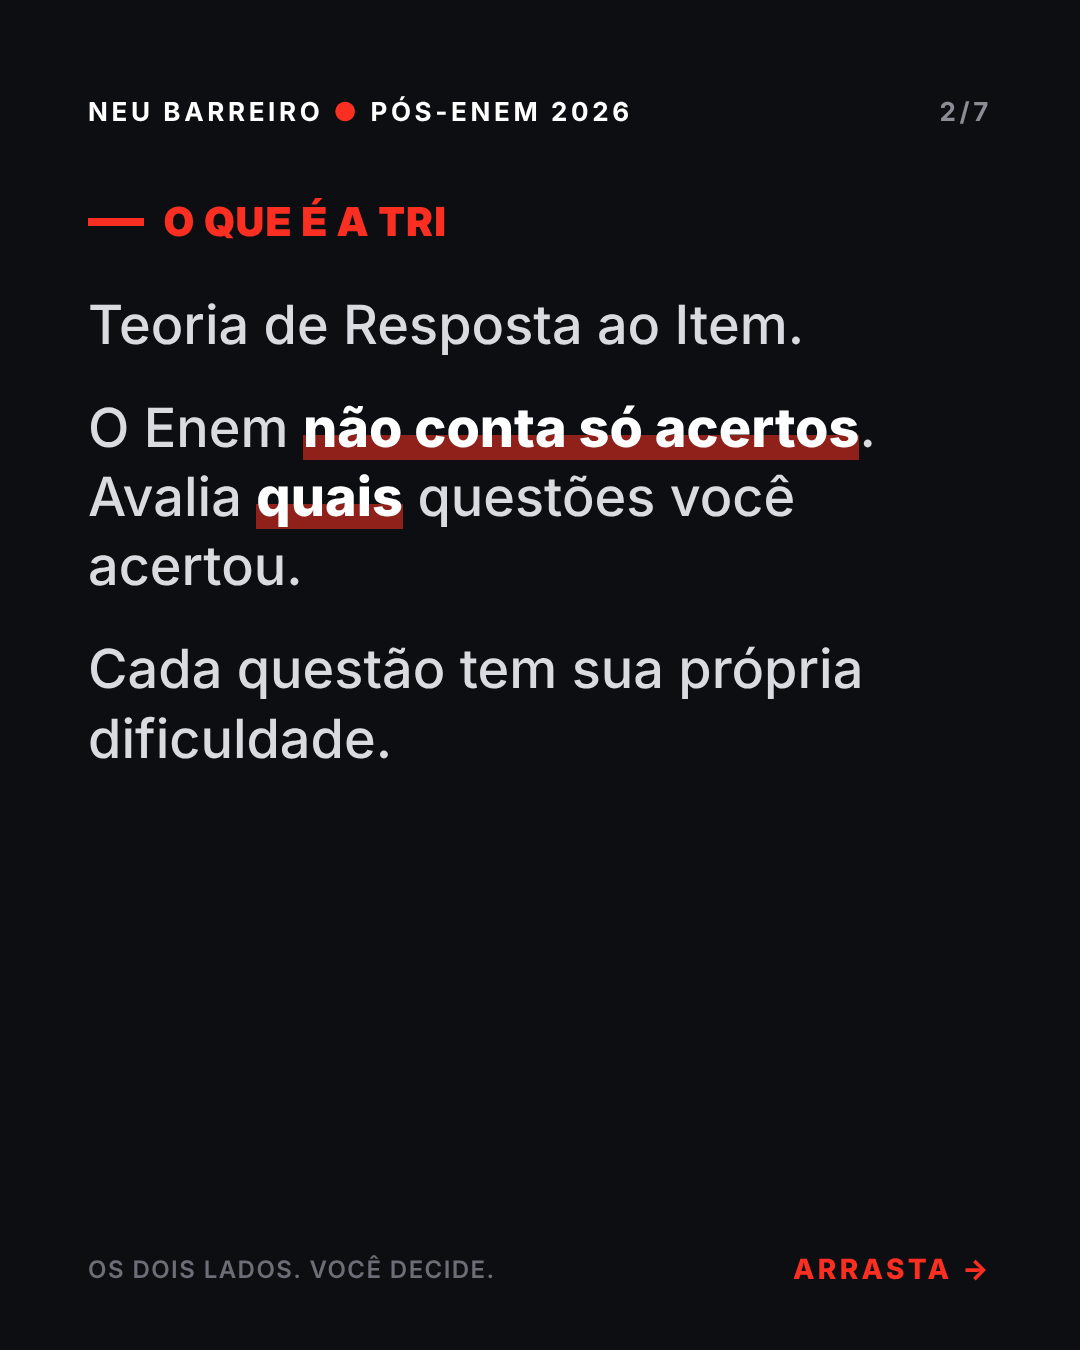 NEU BARREIRO ● PÓS-ENEM 2026
2/7
O QUE É A TRI
Teoria de Resposta ao Item.
O Enem não conta só acertos.
Avalia quais questões você
acertou.
Cada questão tem sua própria
dificuldade.
OS DOIS LADOS. VOCÊ DECIDE.
ARRASTA →